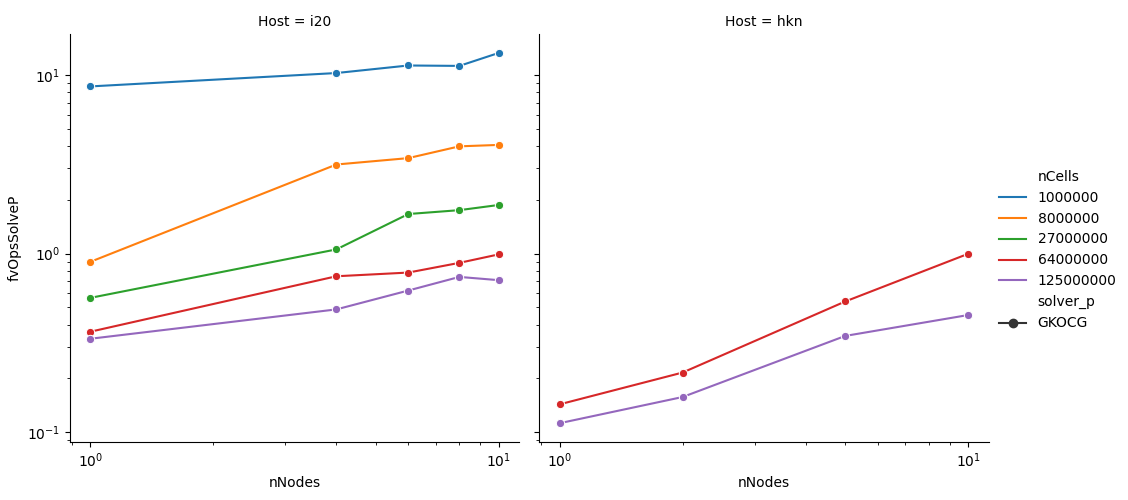 Host = i20
Host = hkn
fvOpsSolveP
10¹
10⁰
10⁻¹
10⁰
10¹
10⁰
10¹
nNodes
nNodes
nCells
1000000
8000000
27000000
64000000
125000000
solver_p
GKOCG